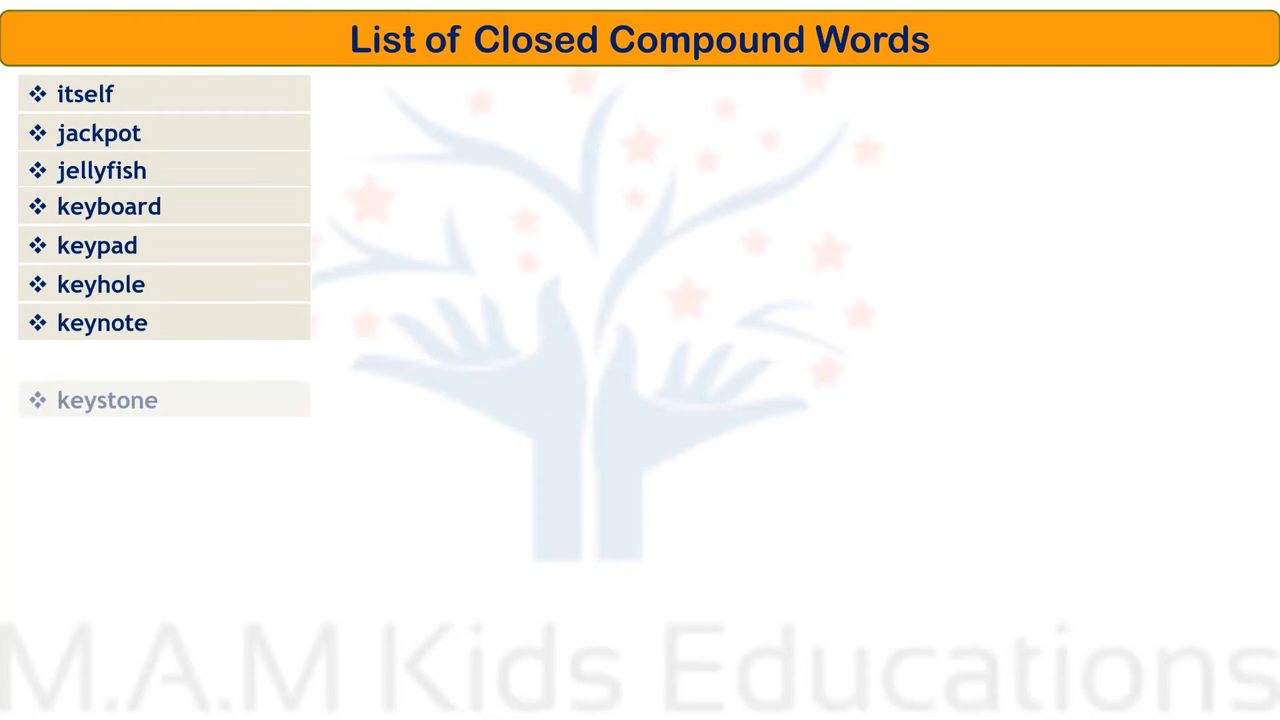 List of Closed Compound Words
❖ itself
❖ jackpot
❖ jellyfish
❖ keyboard
❖ keypad
❖ keyhole
❖ keynote
❖ keystone
M.A.M Kids Educations